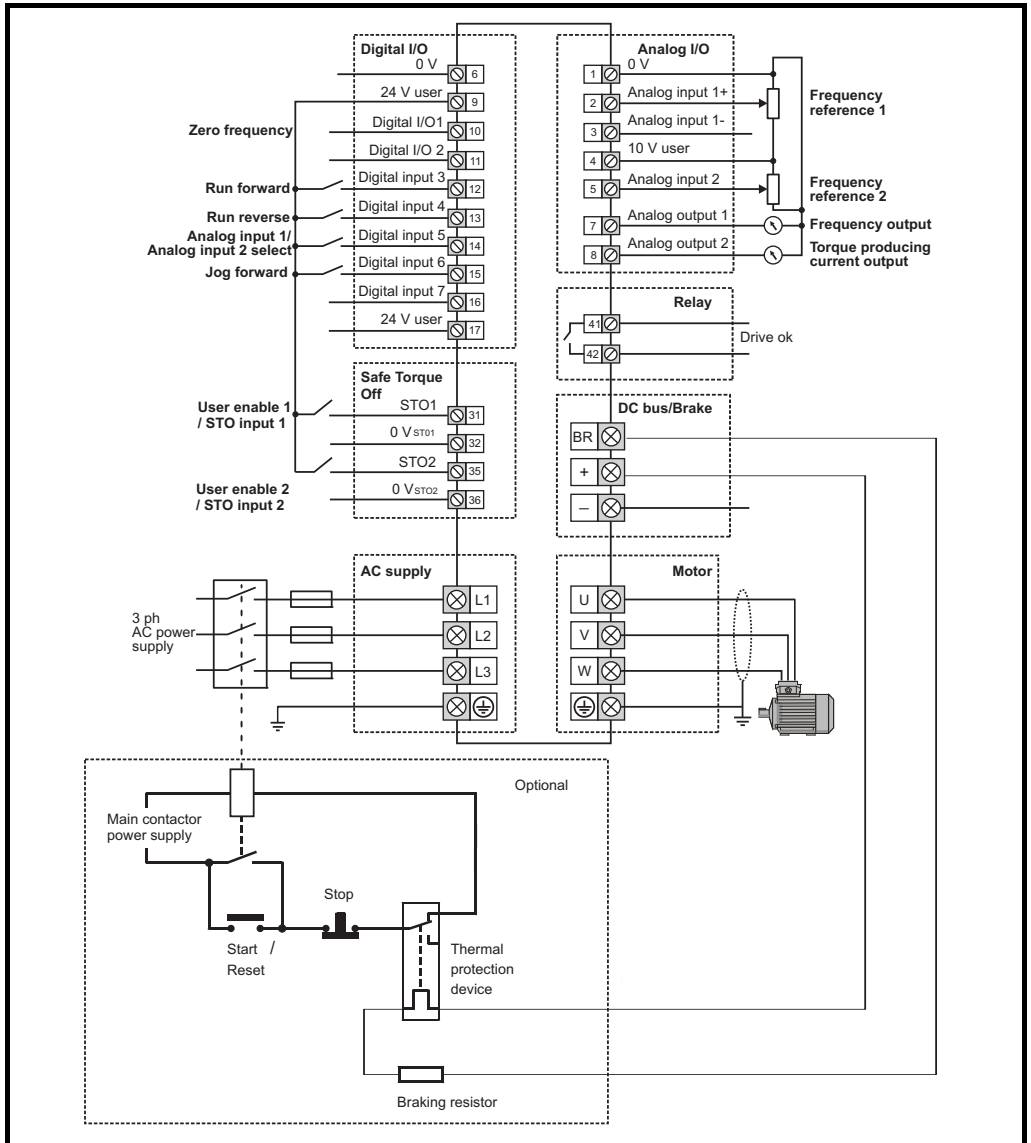 Digital I/O
0 V
6
24 V user
9
Zero frequency
Digital I/O1
10
Digital I/O 2
11
Run forward
Digital input 3
12
Run reverse
Digital input 4
13
Analog input 1/
Analog input 2 select
Digital input 5
14
Jog forward
Digital input 6
15
Digital input 7
16
24 V user
17
Analog I/O
1
0 V
2
Analog input 1+
Frequency
reference 1
3
Analog input 1-
4
10 V user
5
Analog input 2
Frequency
reference 2
7
Analog output 1
Frequency output
8
Analog output 2
Torque producing
current output
Relay
41
42
Drive ok
Safe Torque
Off
User enable 1
/ STO input 1
STO1
31
0 V ST01
32
STO2
35
User enable 2
/ STO input 2
0 V STO2
36
DC bus/Brake
BR
+
–
AC supply
3 ph
AC power
supply
L1
L2
L3
Motor
U
V
W
Optional
Main contactor
power supply
Start /
Reset
Stop
Thermal
protection
device
Braking resistor